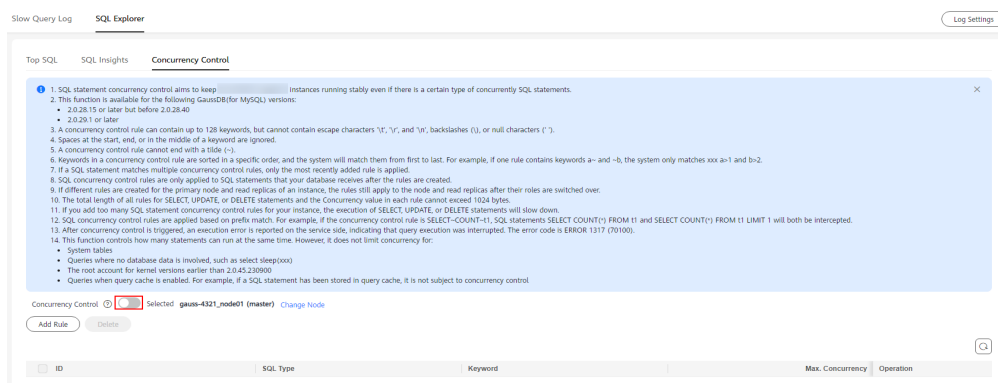 Slow Query Log SQL Explorer Log Settings
Top SQL SQL Insights Concurrency Control
1. SQL statement concurrency control aims to keep instances running stably even if there is a certain type of concurrently SQL statements.
2. This function is available for the following GaussDB(for MySQL) versions:
• 2.0.28.15 or later but before 2.0.28.40
• 2.0.29.1 or later
3. A concurrency control rule can contain up to 128 keywords, but cannot contain escape characters '\t', '\r', and '\n', backslashes (\), or null characters (' ').
4. Spaces at the start, end, or in the middle of a keyword are ignored.
5. A concurrency control rule cannot end with a tilde (~).
6. Keywords in a concurrency control rule are sorted in a specific order, and the system will match them from first to last. For example, if one rule contains keywords a~ and ~b, the system only matches xxx a>1 and b>2.
7. If a SQL statement matches multiple concurrency control rules, only the most recently added rule is applied.
8. SQL concurrency control rules are only applied to SQL statements that your database receives after the rules are created.
9. If different rules are created for the primary node and read replicas of an instance, the rules still apply to the node and read replicas after their roles are switched over.
10. The total length of all rules for SELECT, UPDATE, or DELETE statements and the Concurrency value in each rule cannot exceed 1024 bytes.
11. If you add too many SQL statement concurrency control rules for your instance, the execution of SELECT, UPDATE, or DELETE statements will slow down.
12. SQL concurrency control rules are applied based on prefix match. For example, if the concurrency control rule is SELECT~COUNT~t1, SQL statements SELECT COUNT(*) FROM t1 and SELECT COUNT(*) FROM t1 LIMIT 1 will both be intercepted.
13. After concurrency control is triggered, an execution error is reported on the service side, indicating that query execution was interrupted. The error code is ERROR 1317 (70100).
14. This function controls how many statements can run at the same time. However, it does not limit concurrency for:
• System tables
• Queries where no database data is involved, such as select sleep(xxx)
• The root account for kernel versions earlier than 2.0.45.230900
• Queries when query cache is enabled. For example, if a SQL statement has been stored in query cache, it is not subject to concurrency control
Concurrency Control Selected gauss-4321_node01 (master) Change Node
Add Rule Delete
ID SQL Type Keyword Max. Concurrency Operation